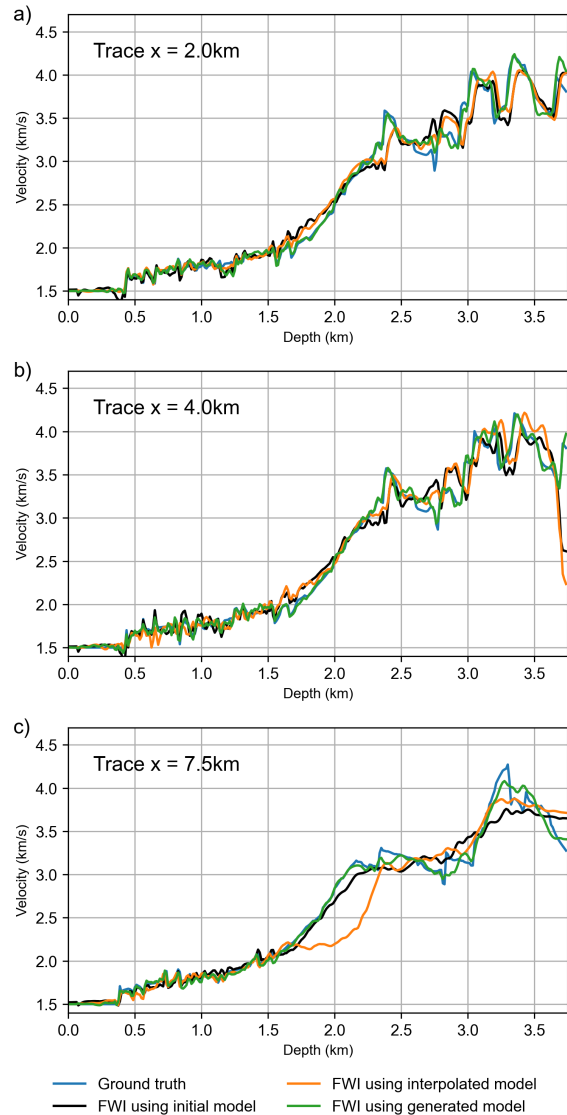 a)
Trace x = 2.0km
4.5
4.0
3.5
3.0
2.5
2.0
1.5
Velocity (km/s)
0.0 0.5 1.0 1.5 2.0 2.5 3.0 3.5
Depth (km)
b)
Trace x = 4.0km
4.5
4.0
3.5
3.0
2.5
2.0
1.5
Velocity (km/s)
0.0 0.5 1.0 1.5 2.0 2.5 3.0 3.5
Depth (km)
c)
Trace x = 7.5km
4.5
4.0
3.5
3.0
2.5
2.0
1.5
Velocity (km/s)
0.0 0.5 1.0 1.5 2.0 2.5 3.0 3.5
Depth (km)
Ground truth
FWI using initial model
FWI using interpolated model
FWI using generated model